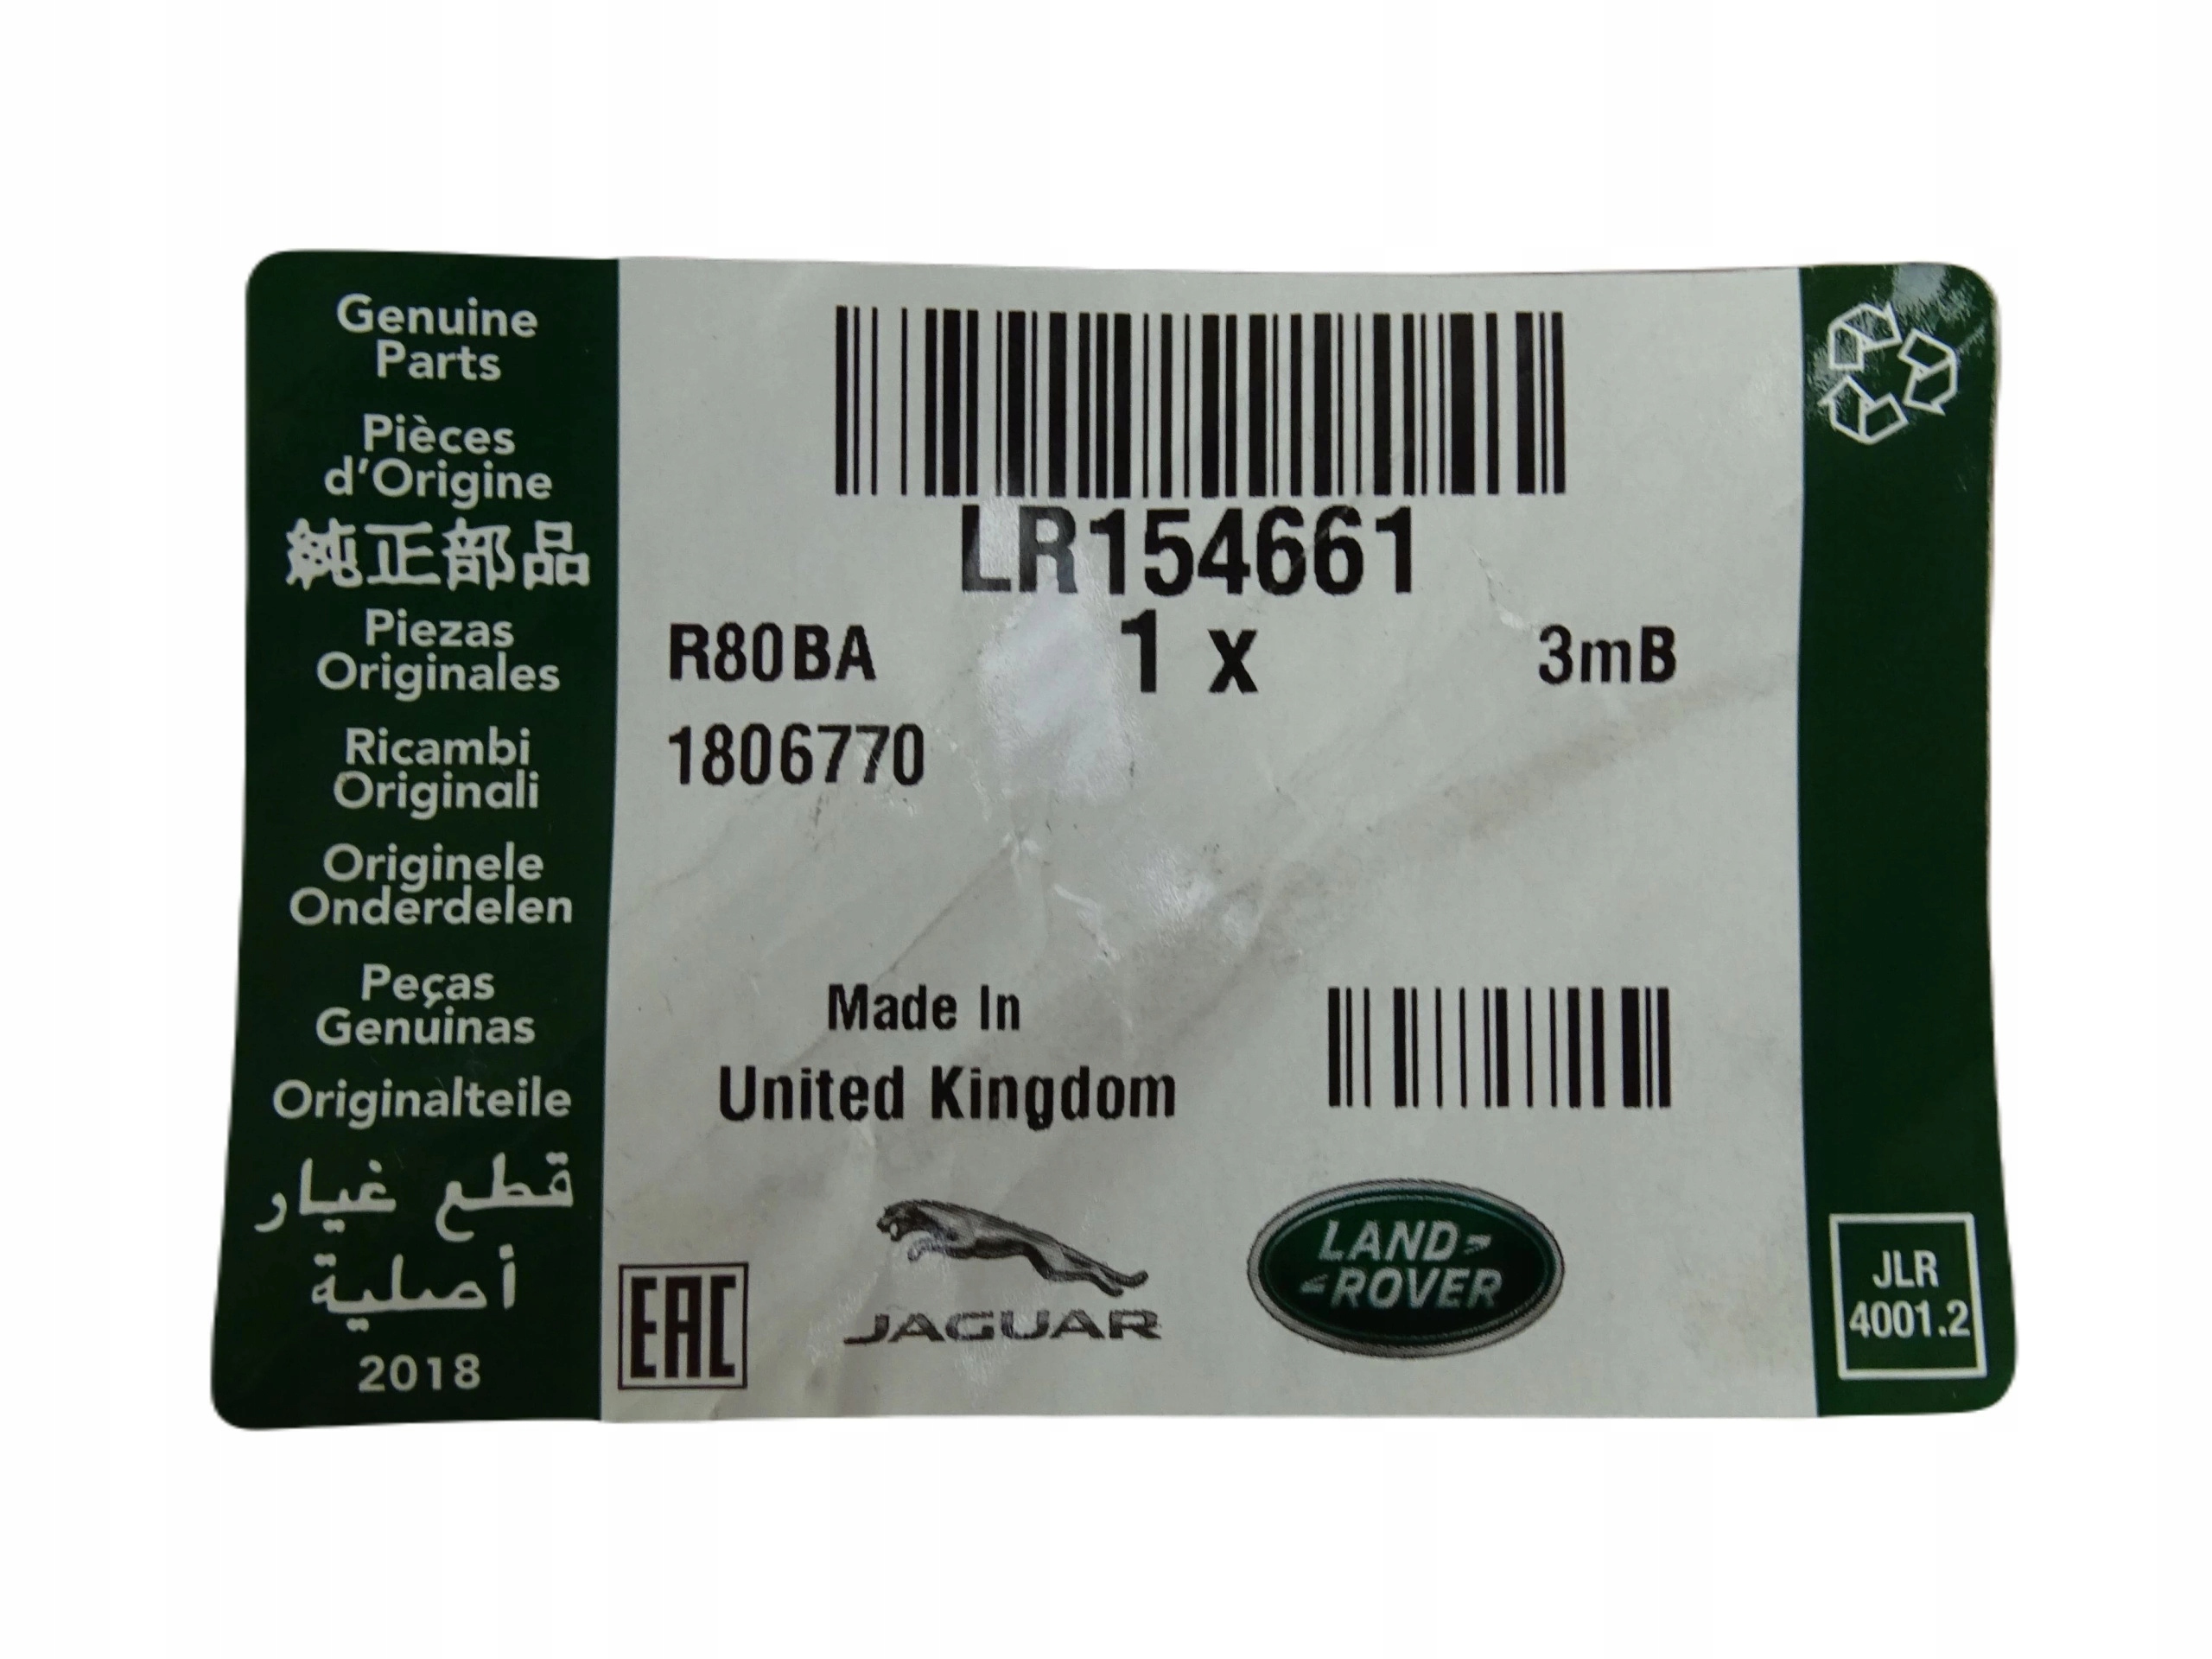 Genuine
Parts
Pièces
d'Origine
純正部品
Piezas
Originales
Ricambi
Originali
Originele
Onderdelen
Peças
Genuinas
Originalteile
قطع غيار
أصلية
2018
LR154661
R80BA 1 x 3mB
1806770
Made In
United Kingdom
EAC
JAGUAR
LAND
ROVER
JLR
4001.2